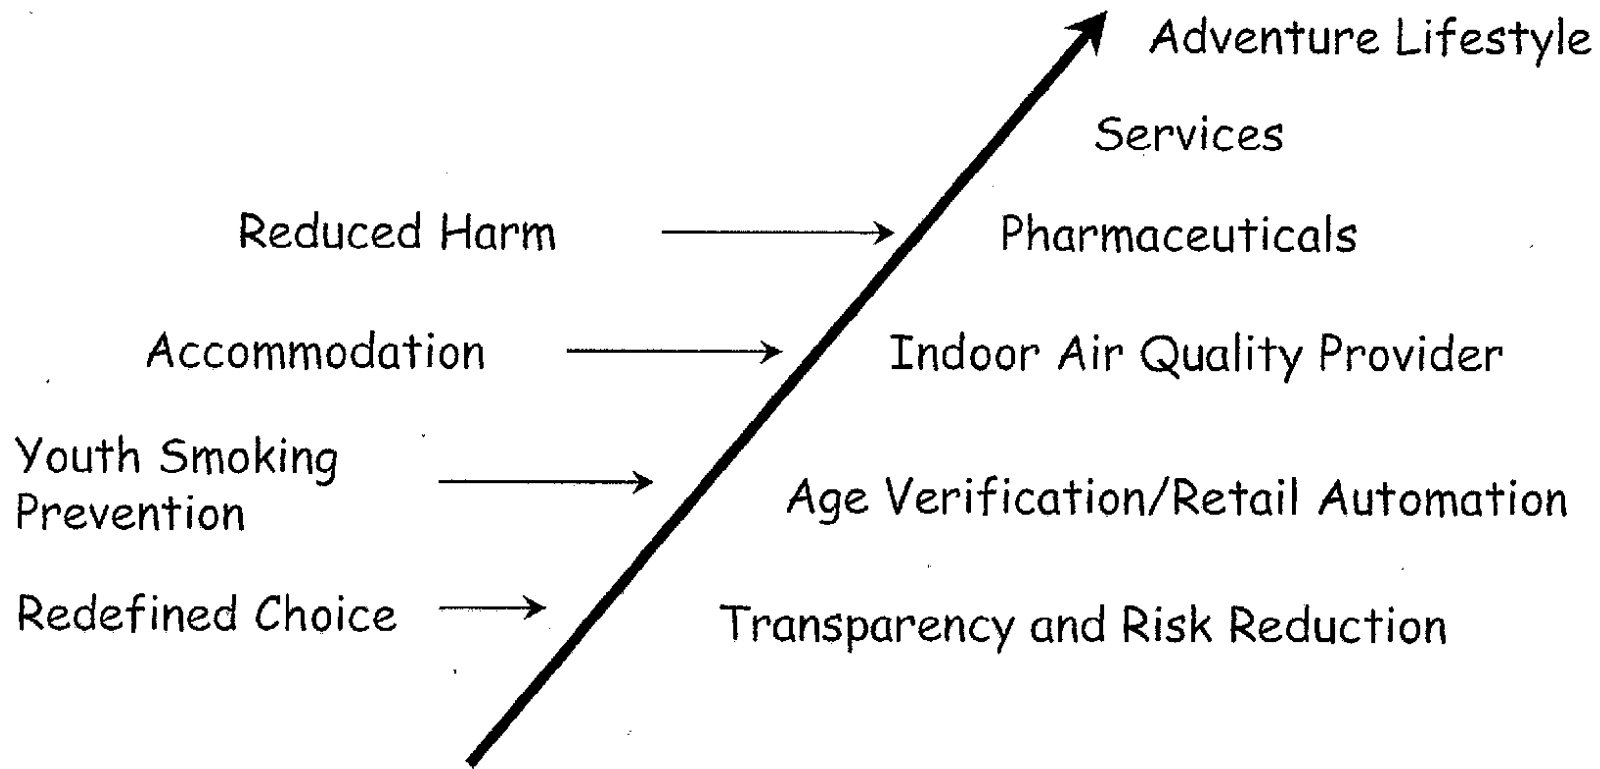 Adventure Lifestyle
Services
Reduced Harm
Pharmaceuticals
Accommodation
Indoor Air Quality Provider
Youth Smoking
Prevention
Age Verification/Retail Automation
Redefined Choice
Transparency and Risk Reduction